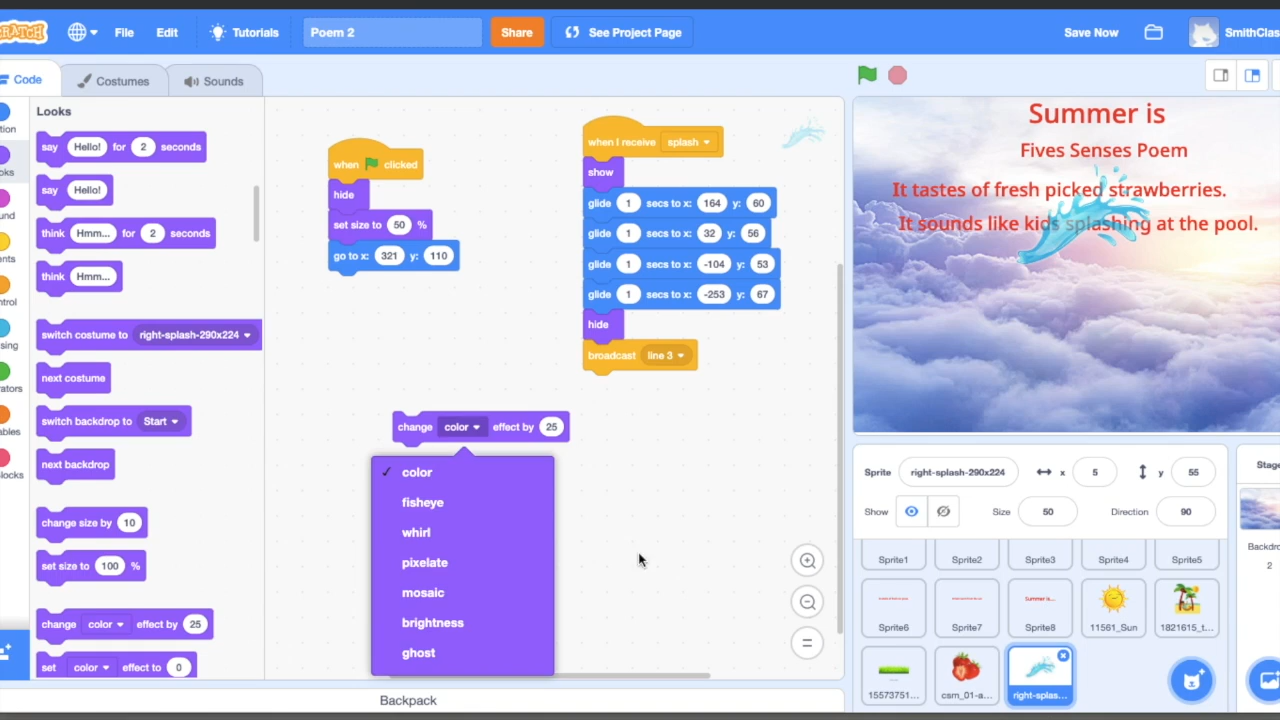 File
Edit
Tutorials
Poem 2
Share
See Project Page
Save Now
SmithClas
Code
Costumes
Sounds
Looks
say Hello! for 2 seconds
say Hello!
think Hmm... for 2 seconds
think Hmm...
switch costume to right-splash-290x224
next costume
switch backdrop to Start
next backdrop
change size by 10
set size to 100 %
change color effect by 25
set color effect to 0
when clicked
hide
set size to 50 %
go to x: 321 y: 110
when I receive splash
show
glide 1 secs to x: 164 y: 60
glide 1 secs to x: 32 y: 56
glide 1 secs to x: -104 y: 53
glide 1 secs to x: -253 y: 67
hide
broadcast line 3
change color effect by 25
✓ color
fisheye
whirl
pixelate
mosaic
brightness
ghost
Backpack
Summer is
Fives Senses Poem
It tastes of fresh picked strawberries.
It sounds like kids splashing at the pool.
Sprite right-splash-290x224 x 5 y 55
Show Size 50 Direction 90
Sprite1 Sprite2 Sprite3 Sprite4 Sprite5
Sprite6 Sprite7 Sprite8 11561_Sun 1821615_t...
Summer is...
15573751... csm_01-a... right-splas...
Stage
Backdro
2